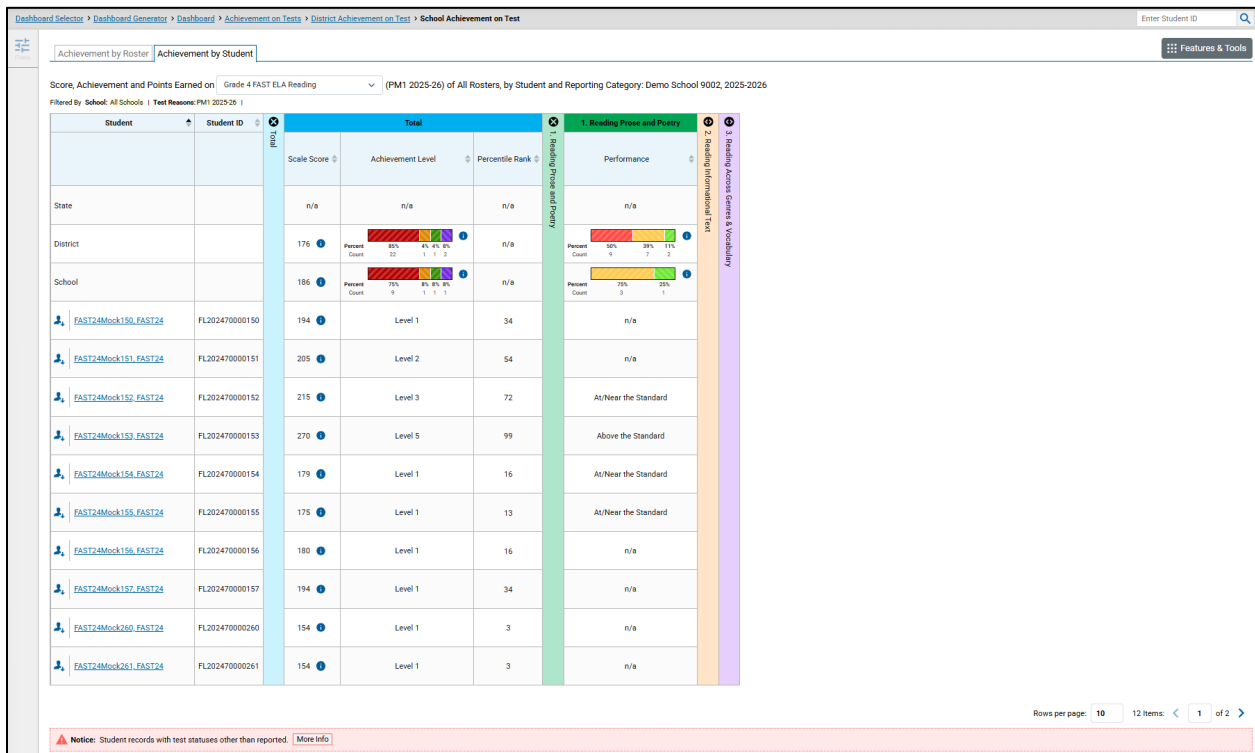 Dashboard Selector › Dashboard Generator › Dashboard › Achievement on Tests › District Achievement on Test › School Achievement on Test
Enter Student ID
Features & Tools
Achievement by Roster
Achievement by Student
Score, Achievement and Points Earned on Grade 4 FAST ELA Reading (PM1 2025-26) of All Rosters, by Student and Reporting Category: Demo School 9002, 2025-2026
Filtered By School: All Schools | Test Reasons: PM1 2025-26 |
Student Student ID Total Total 1. Reading Prose and Poetry 1. Reading Prose and Poetry 2. Reading Informational Text 3. Reading Across Genres & Vocabulary
Scale Score Achievement Level Percentile Rank Performance
State n/a n/a n/a n/a
District 176 n/a
Percent 85% 4% 4% 8% Percent 50% 39% 11%
Count 22 1 1 2 Count 9 7 2
School 186 n/a
Percent 75% 8% 8% 8% Percent 75% 25%
Count 9 1 1 1 Count 3 1
FAST24Mock150, FAST24 FL202470000150 194 Level 1 34 n/a
FAST24Mock151, FAST24 FL202470000151 205 Level 2 54 n/a
FAST24Mock152, FAST24 FL202470000152 215 Level 3 72 At/Near the Standard
FAST24Mock153, FAST24 FL202470000153 270 Level 5 99 Above the Standard
FAST24Mock154, FAST24 FL202470000154 179 Level 1 16 At/Near the Standard
FAST24Mock155, FAST24 FL202470000155 175 Level 1 13 At/Near the Standard
FAST24Mock156, FAST24 FL202470000156 180 Level 1 16 n/a
FAST24Mock157, FAST24 FL202470000157 194 Level 1 34 n/a
FAST24Mock260, FAST24 FL202470000260 154 Level 1 3 n/a
FAST24Mock261, FAST24 FL202470000261 154 Level 1 3 n/a
Rows per page: 10 12 Items: 1 of 2
Notice: Student records with test statuses other than reported. More Info